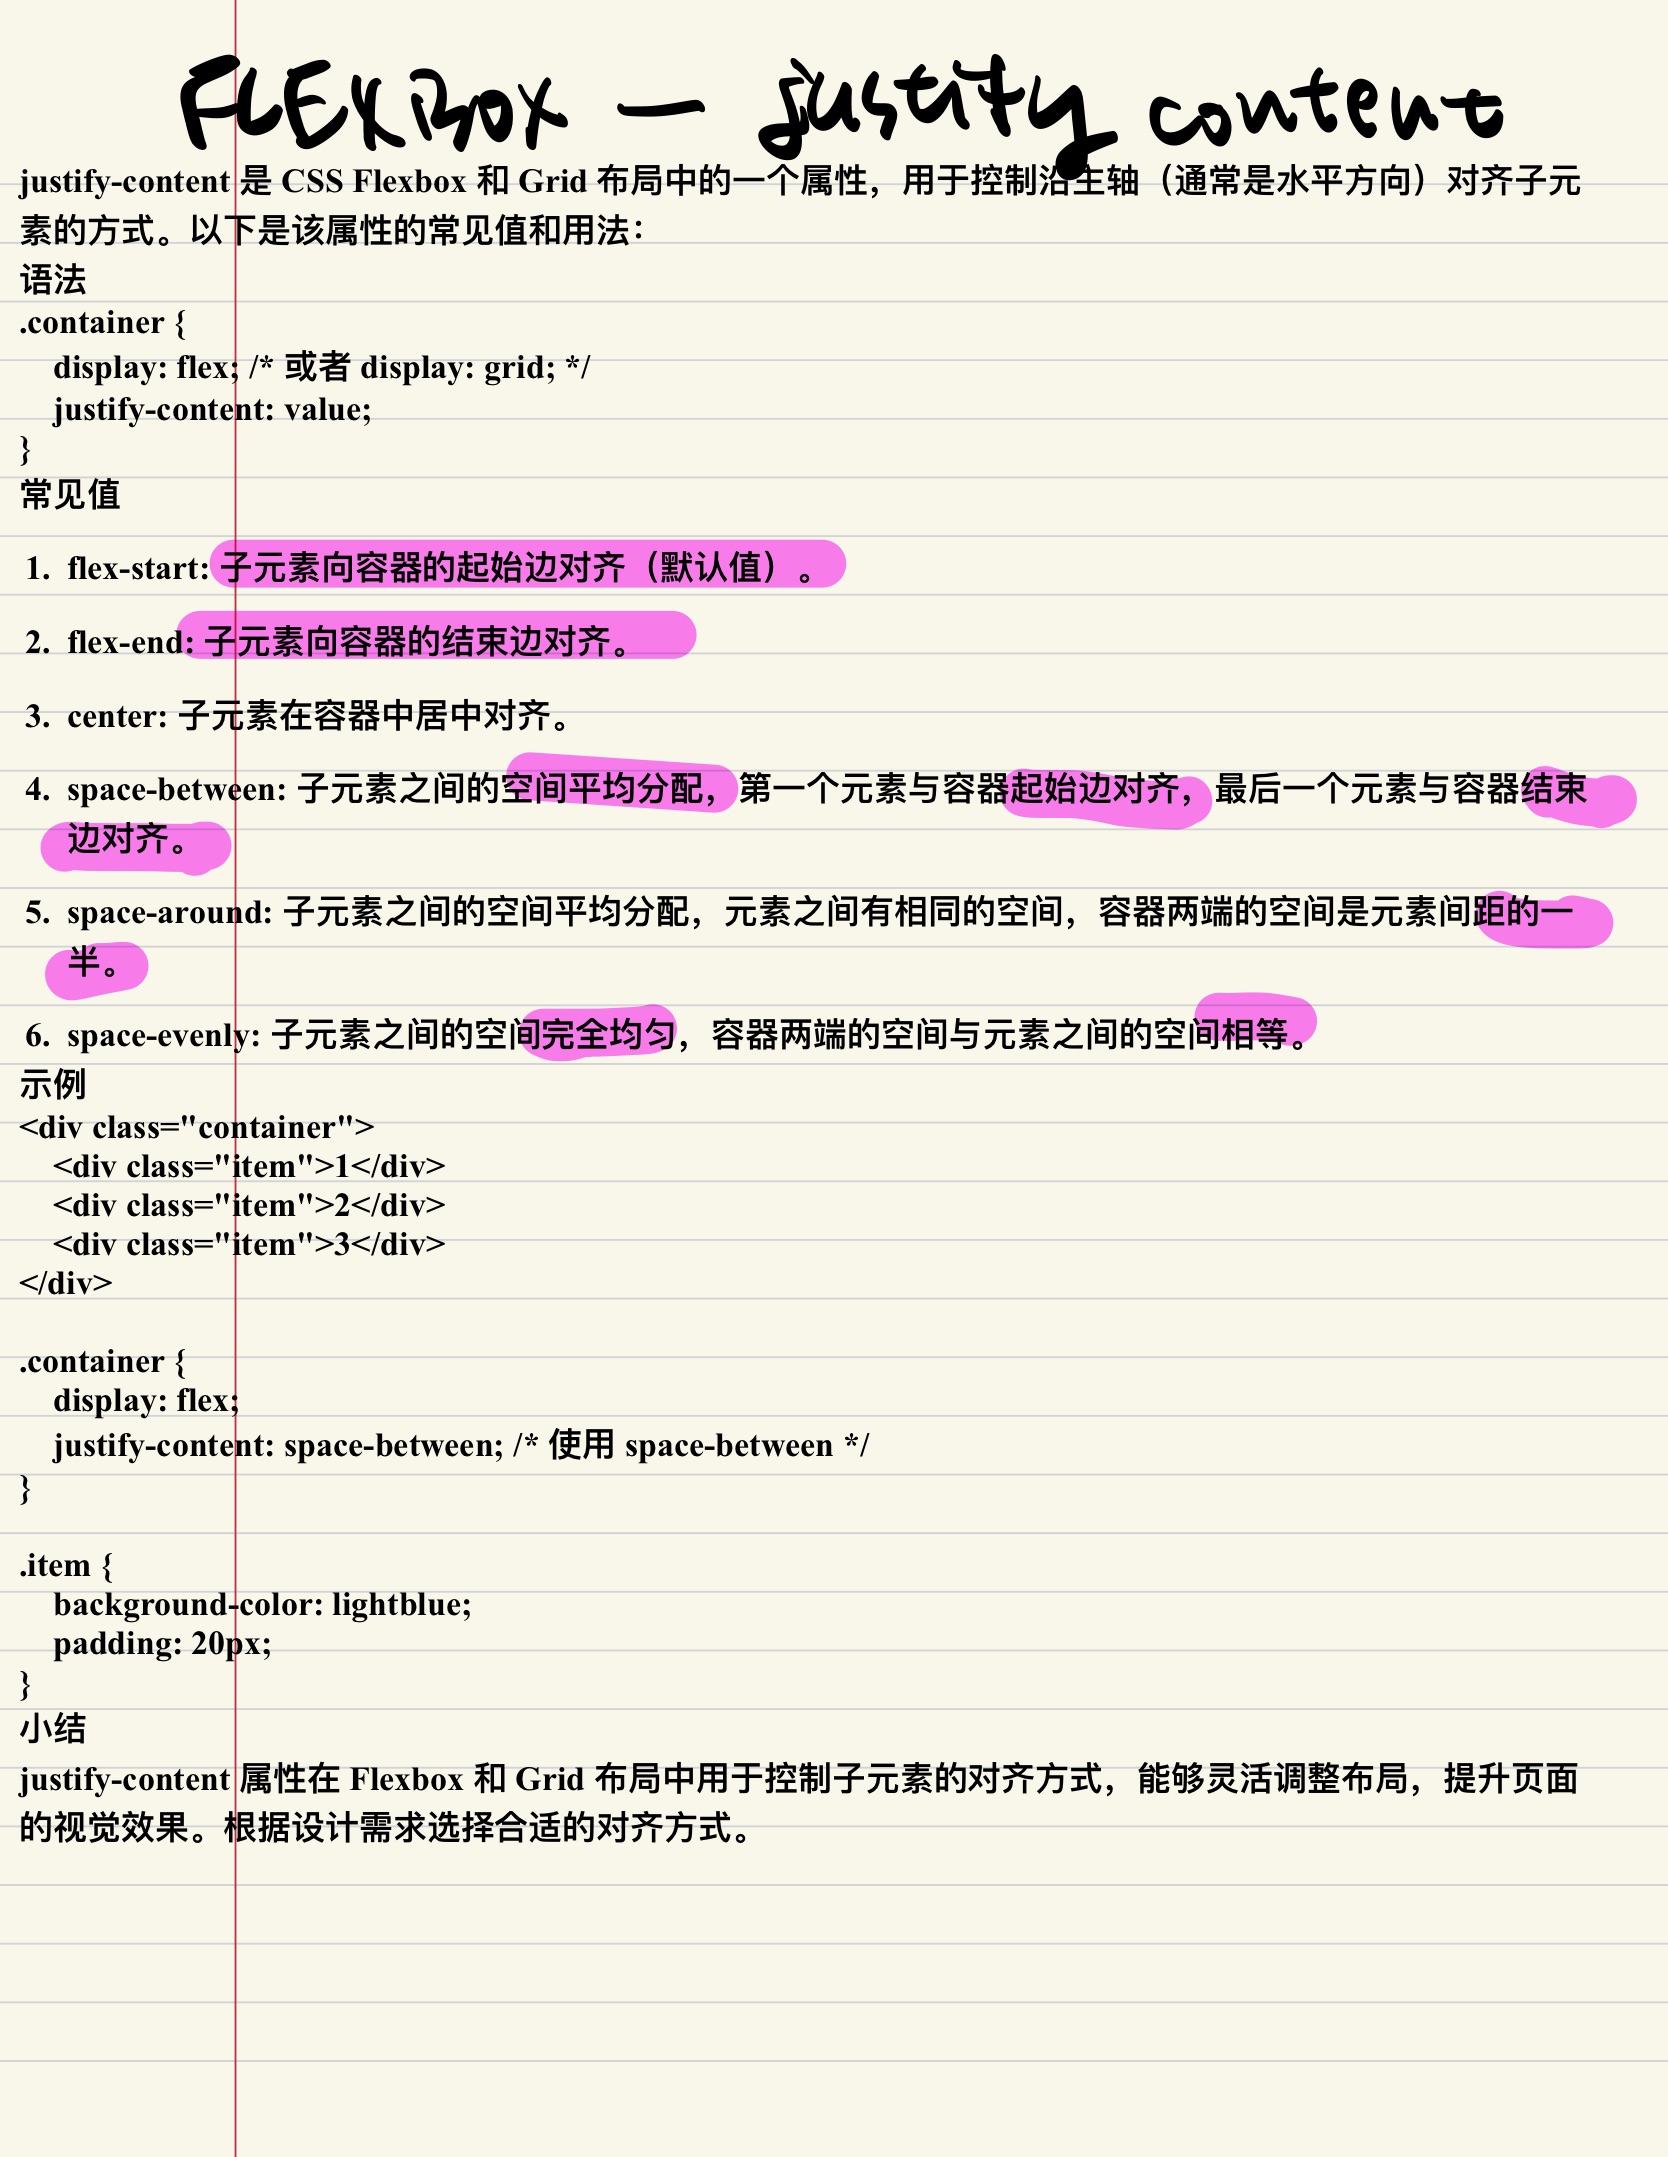 FLEXBOX — justify content
justify-content 是 CSS Flexbox 和 Grid 布局中的一个属性，用于控制沿主轴（通常是水平方向）对齐子元
素的方式。以下是该属性的常见值和用法：
语法
.container {
    display: flex; /* 或者 display: grid; */
    justify-content: value;
}
常见值
1. flex-start: 子元素向容器的起始边对齐（默认值）。
2. flex-end: 子元素向容器的结束边对齐。
3. center: 子元素在容器中居中对齐。
4. space-between: 子元素之间的空间平均分配，第一个元素与容器起始边对齐，最后一个元素与容器结束
边对齐。
5. space-around: 子元素之间的空间平均分配，元素之间有相同的空间，容器两端的空间是元素间距的一
半。
6. space-evenly: 子元素之间的空间完全均匀，容器两端的空间与元素之间的空间相等。
示例
<div class="container">
    <div class="item">1</div>
    <div class="item">2</div>
    <div class="item">3</div>
</div>
.container {
    display: flex;
    justify-content: space-between; /* 使用 space-between */
}
.item {
    background-color: lightblue;
    padding: 20px;
}
小结
justify-content 属性在 Flexbox 和 Grid 布局中用于控制子元素的对齐方式，能够灵活调整布局，提升页面
的视觉效果。根据设计需求选择合适的对齐方式。